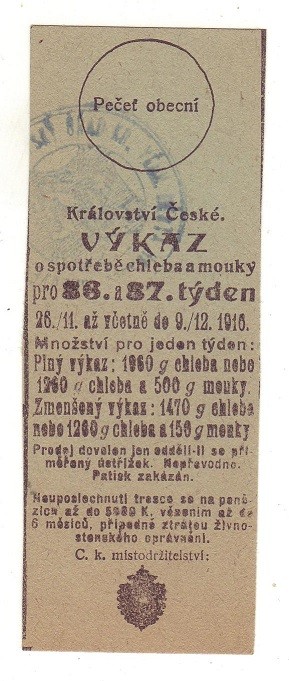 Pečeť obecní
Království České.
VÝKAZ
o spotřebě chleba a mouky
pro 86. a 87. týden
26./11. až včetně do 9./12. 1916.
Množství pro jeden týden:
Plný výkaz: 1960 g chleba nebo
1260 g chleba a 500 g mouky.
Zmenšený výkaz: 1470 g chleba
nebo 1260 g chleba a 150 g mouky
Prodej dovolen jen oddělí-li se při-
měřený ústřižek. Nepřevodno.
Patisk zakázán.
Neuposlechnutí tresce se na peně-
zích až do 5000 K, vězením až do
6 měsíců, případně ztrátou živno-
stenského oprávnění.
C. k. místodržitelství: